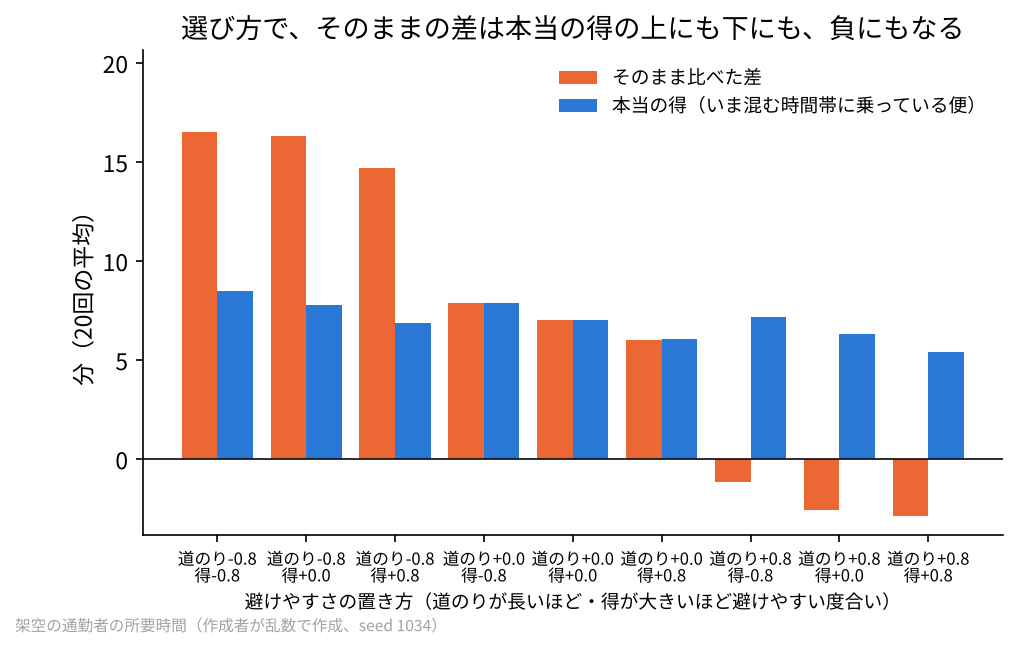 選び方で、そのままの差は本当の得の上にも下にも、負にもなる
そのまま比べた差
本当の得（いま混む時間帯に乗っている便）
分（20回の平均）
20
15
10
5
0
道のり-0.8 道のり-0.8 道のり-0.8 道のり+0.0 道のり+0.0 道のり+0.0 道のり+0.8 道のり+0.8 道のり+0.8
得-0.8 得+0.0 得+0.8 得-0.8 得+0.0 得+0.8 得-0.8 得+0.0 得+0.8
避けやすさの置き方（道のりが長いほど・得が大きいほど避けやすい度合い）
架空の通勤者の所要時間（作成者が乱数で作成、seed 1034）